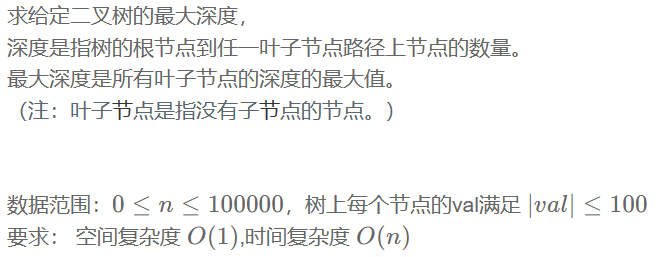 求给定二叉树的最大深度，
深度是指树的根节点到任一叶子节点路径上节点的数量。
最大深度是所有叶子节点的深度的最大值。
（注：叶子节点是指没有子节点的节点。）
数据范围：0 ≤ n ≤ 100000，树上每个节点的val满足 |val| ≤ 100
要求： 空间复杂度 O(1),时间复杂度 O(n)